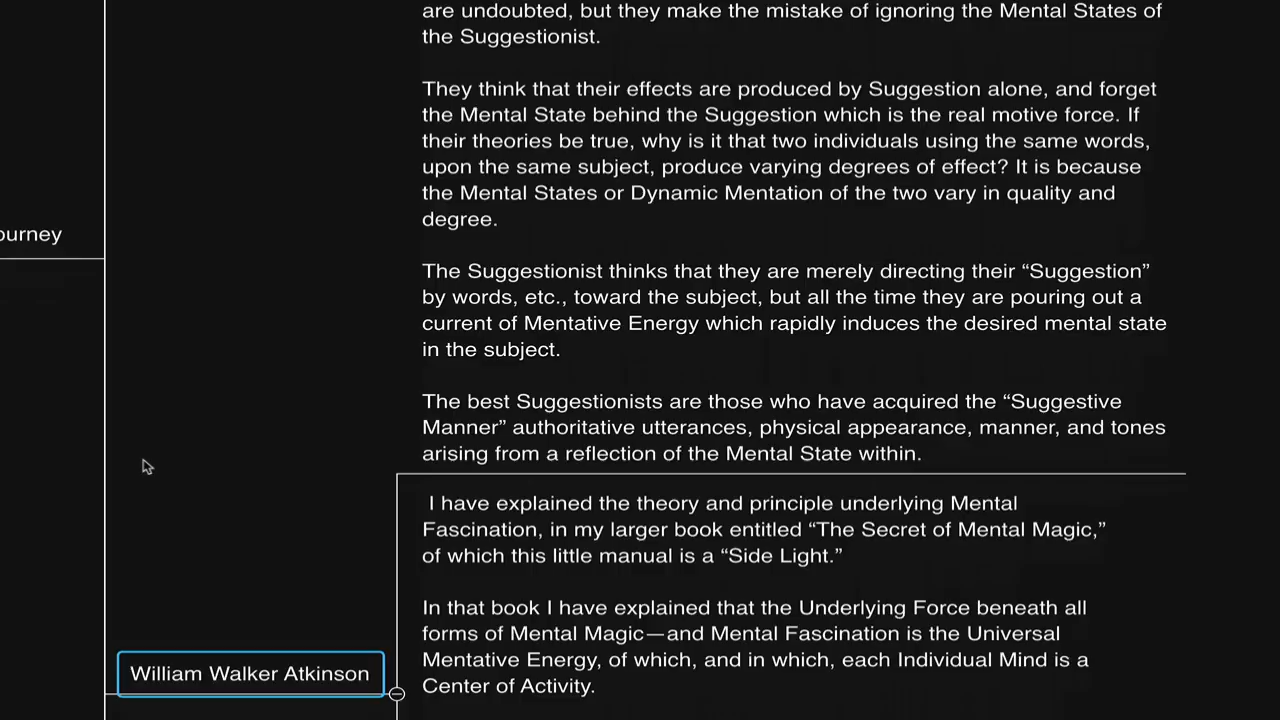 are undoubted, but they make the mistake of ignoring the Mental States of
the Suggestionist.
They think that their effects are produced by Suggestion alone, and forget
the Mental State behind the Suggestion which is the real motive force. If
their theories be true, why is it that two individuals using the same words,
upon the same subject, produce varying degrees of effect? It is because
the Mental States or Dynamic Mentation of the two vary in quality and
degree.
ourney
The Suggestionist thinks that they are merely directing their “Suggestion”
by words, etc., toward the subject, but all the time they are pouring out a
current of Mentative Energy which rapidly induces the desired mental state
in the subject.
The best Suggestionists are those who have acquired the “Suggestive
Manner” authoritative utterances, physical appearance, manner, and tones
arising from a reflection of the Mental State within.
I have explained the theory and principle underlying Mental
Fascination, in my larger book entitled “The Secret of Mental Magic,”
of which this little manual is a “Side Light.”
In that book I have explained that the Underlying Force beneath all
forms of Mental Magic—and Mental Fascination is the Universal
Mentative Energy, of which, and in which, each Individual Mind is a
Center of Activity.
William Walker Atkinson